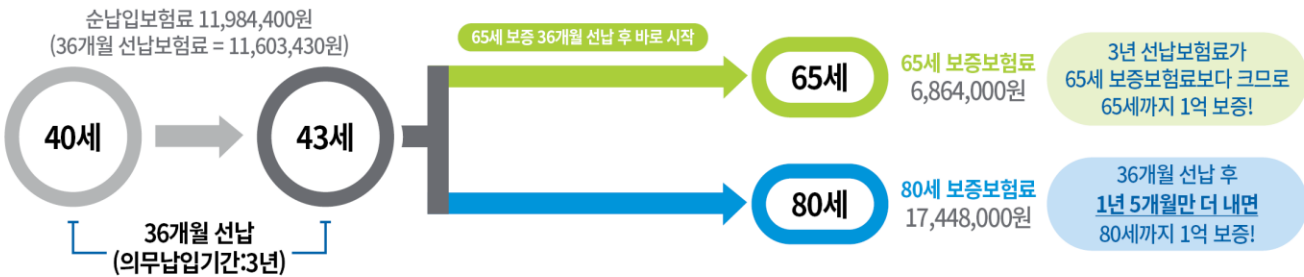 순납입보험료 11,984,400원
(36개월 선납보험료 = 11,603,430원)
40세
43세
36개월 선납
(의무납입기간:3년)
65세 보증 36개월 선납 후 바로 시작
65세
65세 보증보험료
6,864,000원
3년 선납보험료가
65세 보증보험료보다 크므로
65세까지 1억 보증!
80세
80세 보증보험료
17,448,000원
36개월 선납 후
1년 5개월만 더 내면
80세까지 1억 보증!